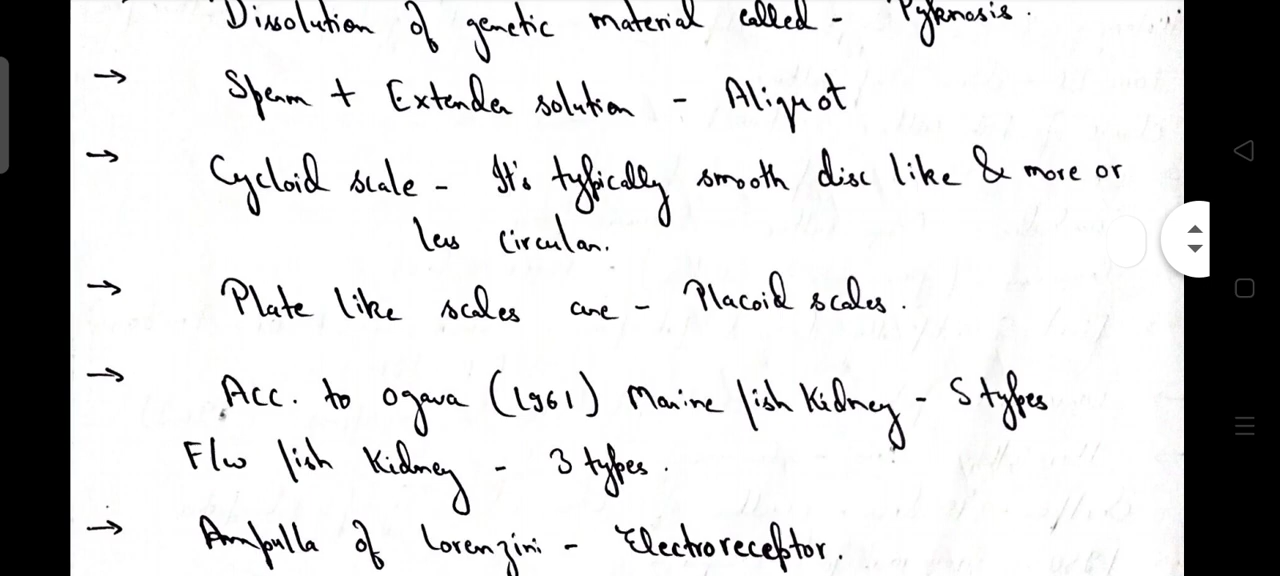 Dissolution of genetic material called - Pyknosis.
→ Sperm + Extender solution - Aliquot
→ Cycloid scale - It's typically smooth disc like & more or
less circular.
→ Plate like scales are - Placoid scales.
→ Acc. to Ogawa (1961) Marine fish Kidney - 5 types
F/w fish Kidney - 3 types.
→ Ampulla of Lorenzini - Electroreceptor.